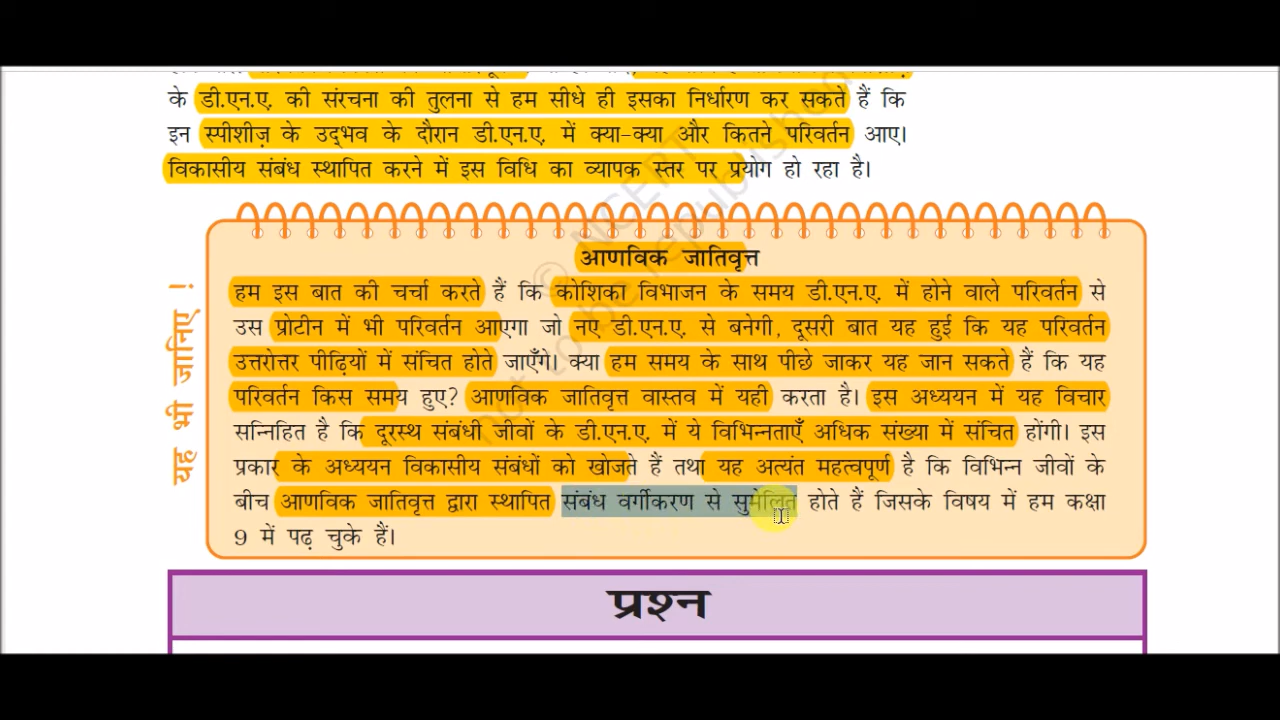 के डी.एन.ए. की संरचना की तुलना से हम सीधे ही इसका निर्धारण कर सकते हैं कि
इन स्पीशीज़ के उद्भव के दौरान डी.एन.ए. में क्या-क्या और कितने परिवर्तन आए।
विकासीय संबंध स्थापित करने में इस विधि का व्यापक स्तर पर प्रयोग हो रहा है।
यह भी जानिए !
आणविक जातिवृत्त
हम इस बात की चर्चा करते हैं कि कोशिका विभाजन के समय डी.एन.ए. में होने वाले परिवर्तन से
उस प्रोटीन में भी परिवर्तन आएगा जो नए डी.एन.ए. से बनेगी, दूसरी बात यह हुई कि यह परिवर्तन
उत्तरोत्तर पीढ़ियों में संचित होते जाएँगे। क्या हम समय के साथ पीछे जाकर यह जान सकते हैं कि यह
परिवर्तन किस समय हुए? आणविक जातिवृत्त वास्तव में यही करता है। इस अध्ययन में यह विचार
सन्निहित है कि दूरस्थ संबंधी जीवों के डी.एन.ए. में ये विभिन्नताएँ अधिक संख्या में संचित होंगी। इस
प्रकार के अध्ययन विकासीय संबंधों को खोजते हैं तथा यह अत्यंत महत्वपूर्ण है कि विभिन्न जीवों के
बीच आणविक जातिवृत्त द्वारा स्थापित संबंध वर्गीकरण से सुमेलित होते हैं जिसके विषय में हम कक्षा
9 में पढ़ चुके हैं।
© NCERT
not to be republished
प्रश्न